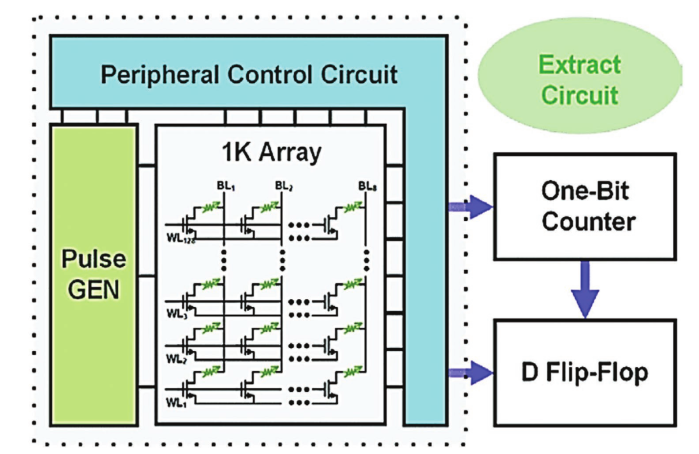 Peripheral Control Circuit
Extract
Circuit
1K Array
BL1 BL2 BL8
WL128
WL3
WL2
WL1
Pulse
GEN
One-Bit
Counter
D Flip-Flop